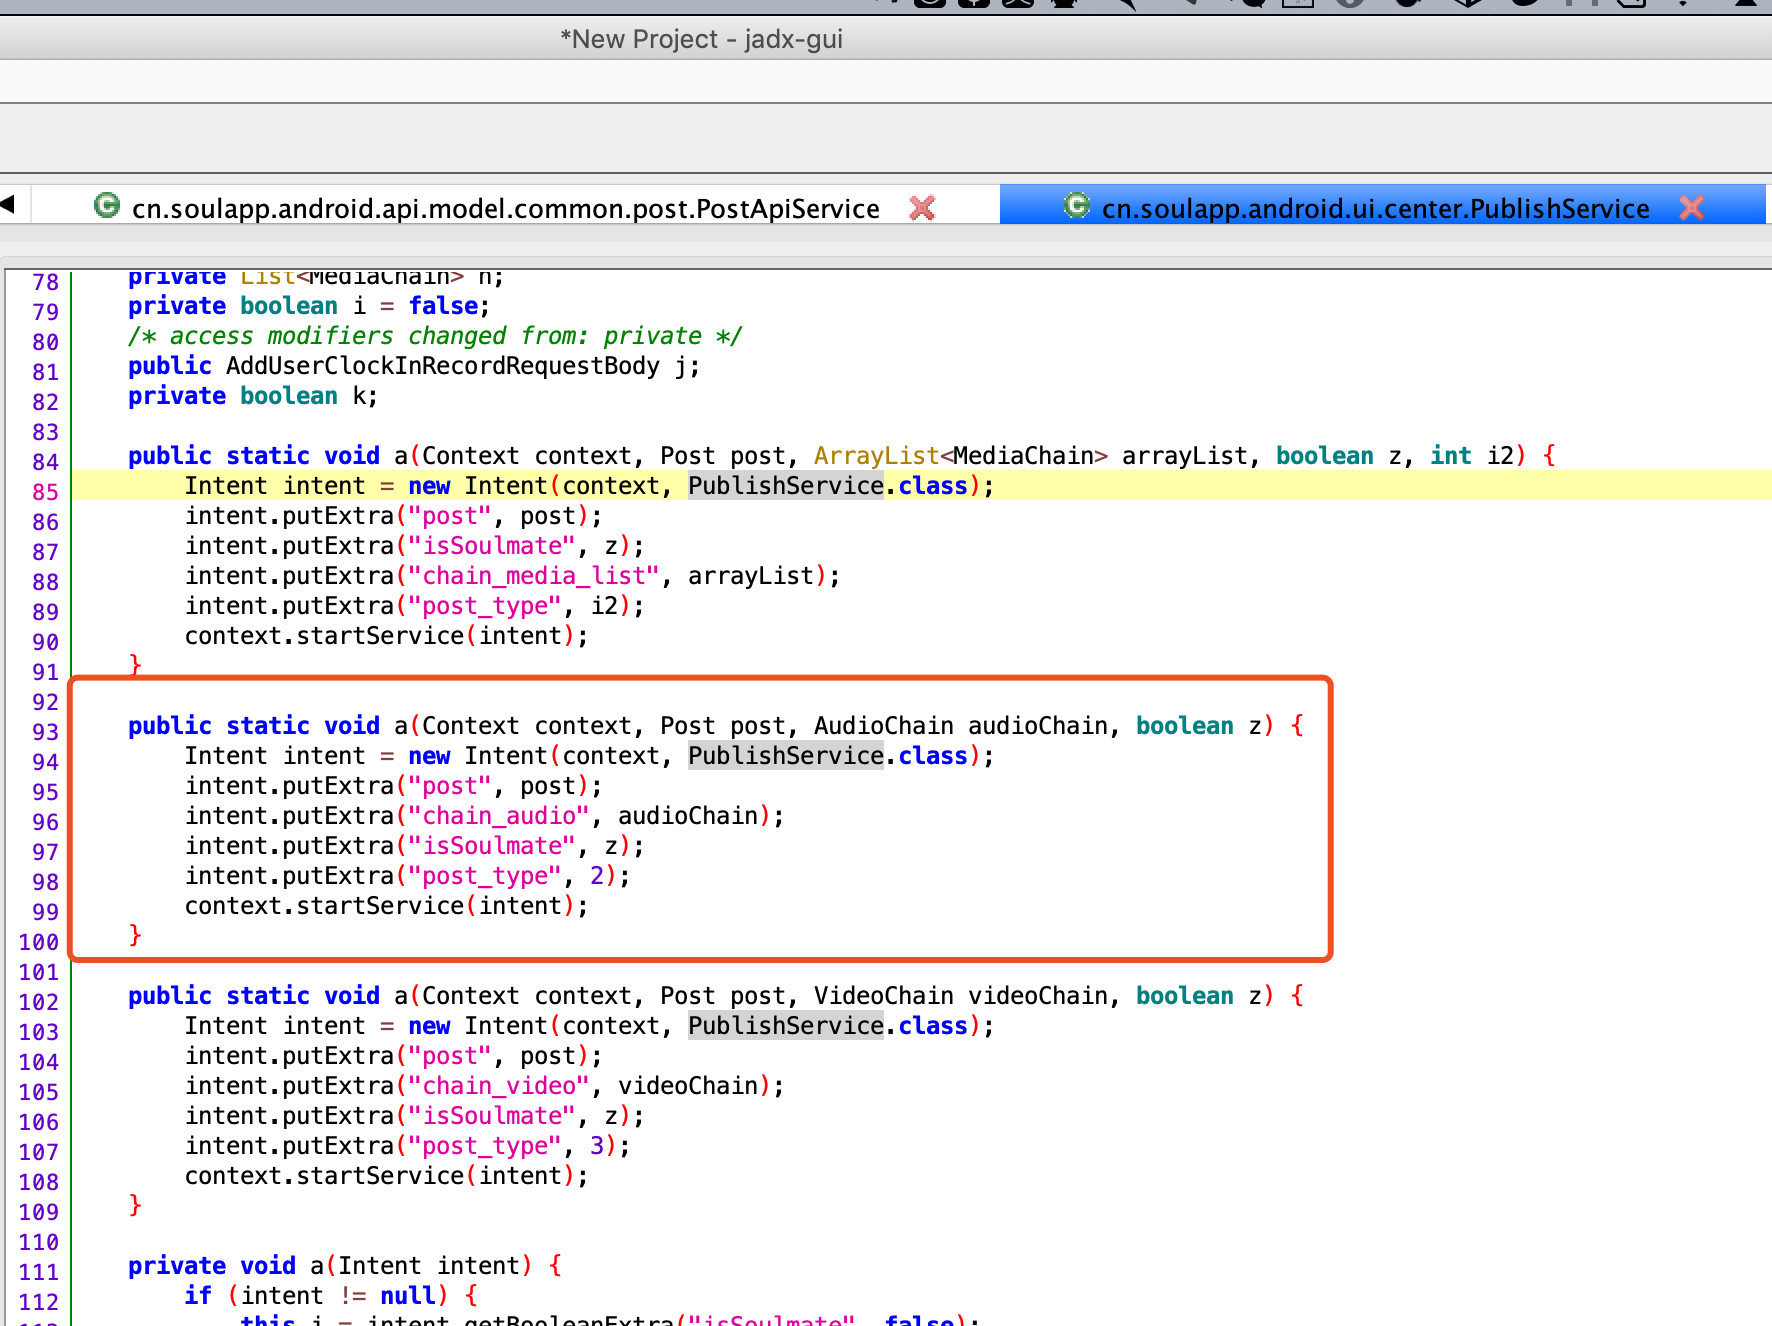 *New Project - jadx-gui
cn.soulapp.android.api.model.common.post.PostApiService
cn.soulapp.android.ui.center.PublishService
78 private List<MediaChain> h;
79 private boolean i = false;
80 /* access modifiers changed from: private */
81 public AddUserClockInRecordRequestBody j;
82 private boolean k;
83
84 public static void a(Context context, Post post, ArrayList<MediaChain> arrayList, boolean z, int i2) {
85 Intent intent = new Intent(context, PublishService.class);
86 intent.putExtra("post", post);
87 intent.putExtra("isSoulmate", z);
88 intent.putExtra("chain_media_list", arrayList);
89 intent.putExtra("post_type", i2);
90 context.startService(intent);
91 }
92
93 public static void a(Context context, Post post, AudioChain audioChain, boolean z) {
94 Intent intent = new Intent(context, PublishService.class);
95 intent.putExtra("post", post);
96 intent.putExtra("chain_audio", audioChain);
97 intent.putExtra("isSoulmate", z);
98 intent.putExtra("post_type", 2);
99 context.startService(intent);
100 }
101
102 public static void a(Context context, Post post, VideoChain videoChain, boolean z) {
103 Intent intent = new Intent(context, PublishService.class);
104 intent.putExtra("post", post);
105 intent.putExtra("chain_video", videoChain);
106 intent.putExtra("isSoulmate", z);
107 intent.putExtra("post_type", 3);
108 context.startService(intent);
109 }
110
111 private void a(Intent intent) {
112 if (intent != null) {
113 this.i = intent.getBooleanExtra("isSoulmate", false);